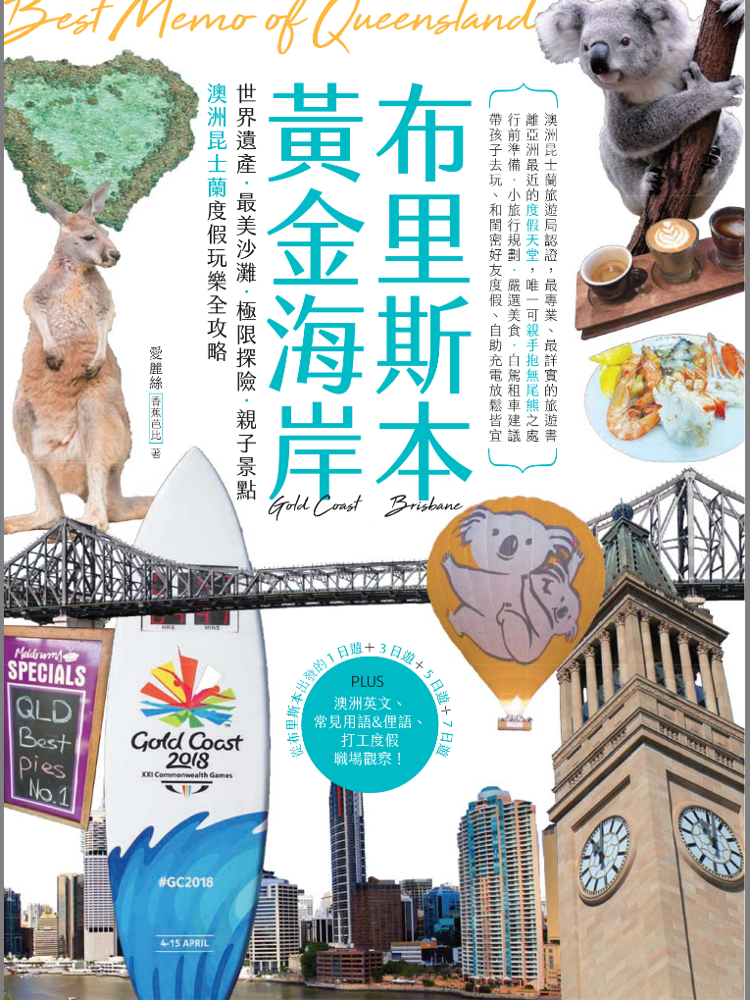 Best Memo of Queensland
澳洲昆士蘭旅遊局認證，最專業、最詳實的旅遊書
離亞洲最近的度假天堂，唯一可親手抱無尾熊之處
行前準備．小旅行規劃．嚴選美食．自駕租車建議
帶孩子去玩、和閨密好友度假、自助充電放鬆皆宜
布里斯本
Brisbane
黃金海岸
Gold Coast
世界遺產．最美沙灘．極限探險．親子景點
澳洲昆士蘭度假玩樂全攻略
愛麗絲 香蕉芭比 著
從布里斯本出發的1日遊＋3日遊＋5日遊＋7日遊
PLUS
澳洲英文、
常見用語&俚語、
打工度假
職場觀察！
Meldrums
SPECIALS
QLD
Best
pies
No.1
HRS MINS
Gold Coast
2018
XXI Commonwealth Games
#GC2018
4-15 APRIL